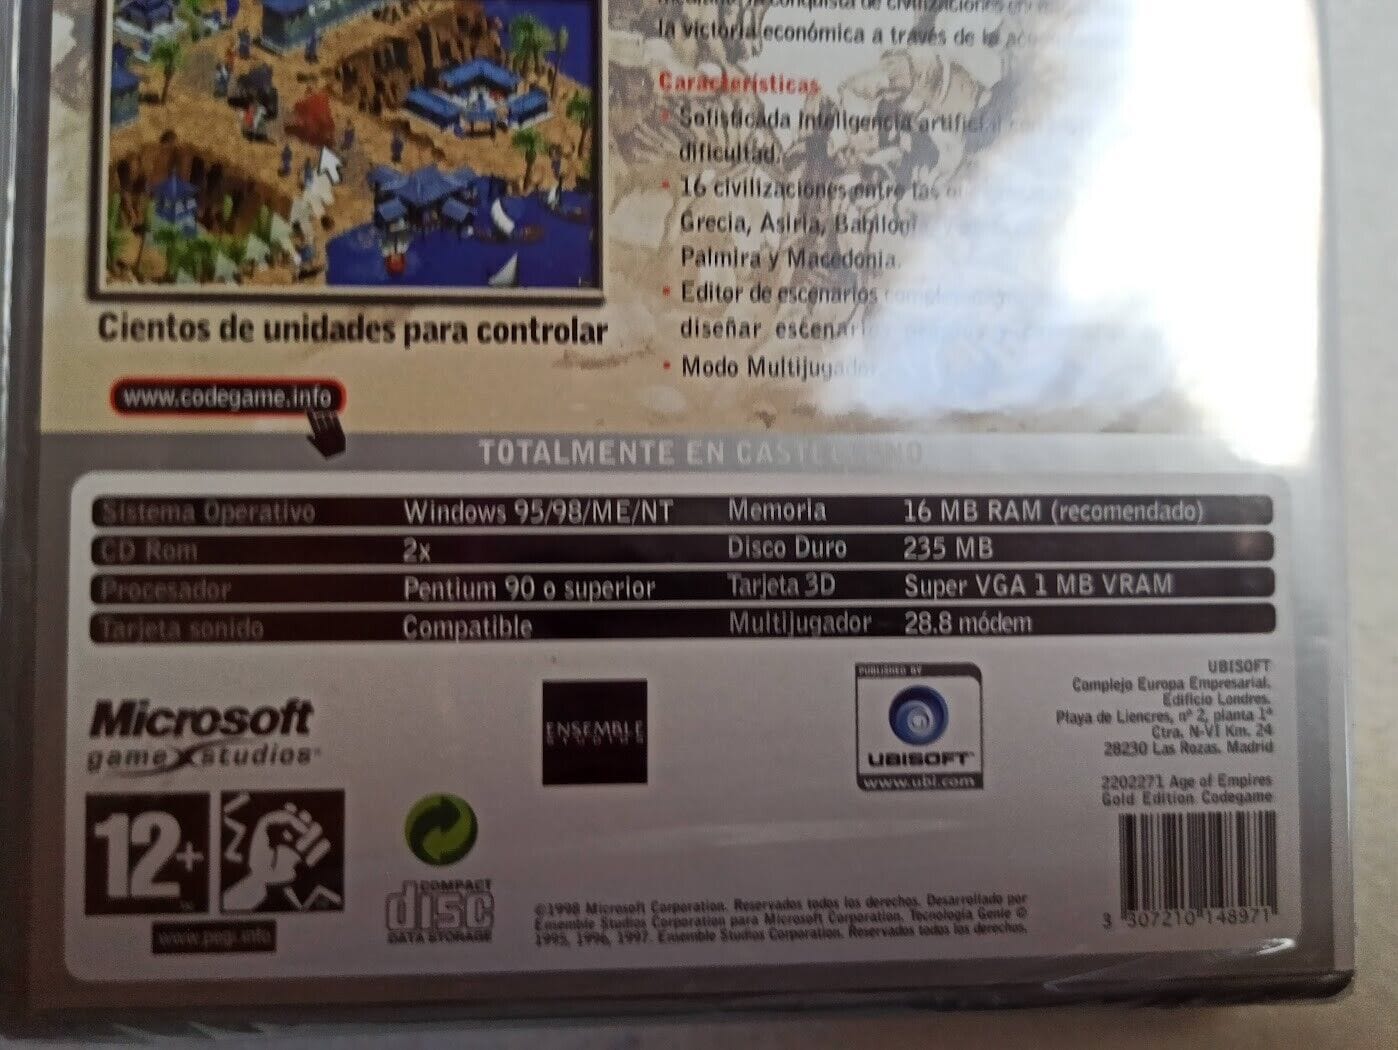 la victoria económica a través de la
Características
Sofisticada inteligencia artificial
dificultad.
16 civilizaciones entre las
Grecia, Asiria, Babilonia
Palmira y Macedonia.
Editor de escenarios
diseñar escenarios
Modo Multijugador
Cientos de unidades para controlar
www.codegame.info
TOTALMENTE EN CASTELLANO
Sistema Operativo Windows 95/98/ME/NT Memoria 16 MB RAM (recomendado)
CD Rom 2x Disco Duro 235 MB
Procesador Pentium 90 o superior Tarjeta 3D Super VGA 1 MB VRAM
Tarjeta sonido Compatible Multijugador 28.8 módem
Microsoft
game studios
ENSEMBLE
STUDIOS
PUBLISHED BY
UBISOFT
www.ubi.com
UBISOFT
Complejo Europa Empresarial.
Edificio Londres.
Playa de Liencres, nº 2, planta 1ª
Ctra. N-VI Km. 24
28230 Las Rozas. Madrid
2202271 Age of Empires
Gold Edition Codegame
12+
www.pegi.info
COMPACT
disc
DATA STORAGE
©1998 Microsoft Corporation. Reservados todos los derechos. Desarrollado por
Ensemble Studios Corporation para Microsoft Corporation. Tecnología Genie ©
1995, 1996, 1997. Ensemble Studios Corporation. Reservados todos los derechos.
3 307210 148971